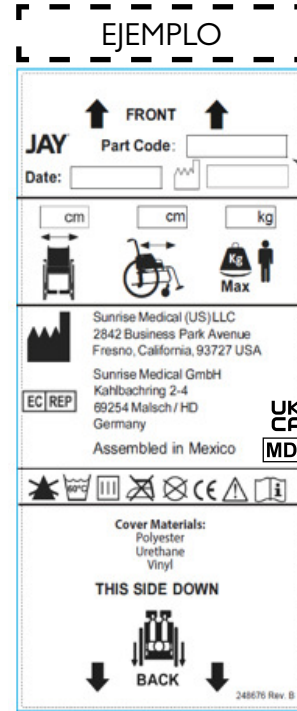 EJEMPLO
FRONT
JAY Part Code:
Date:
cm cm kg
Kg
Max
Sunrise Medical (US)LLC
2842 Business Park Avenue
Fresno, California, 93727 USA
Sunrise Medical GmbH
Kahlbachring 2-4
EC REP 69254 Malsch / HD
Germany
UK
CA
Assembled in Mexico MD
60°C CE i
Cover Materials:
Polyester
Urethane
Vinyl
THIS SIDE DOWN
BACK
248676 Rev. B